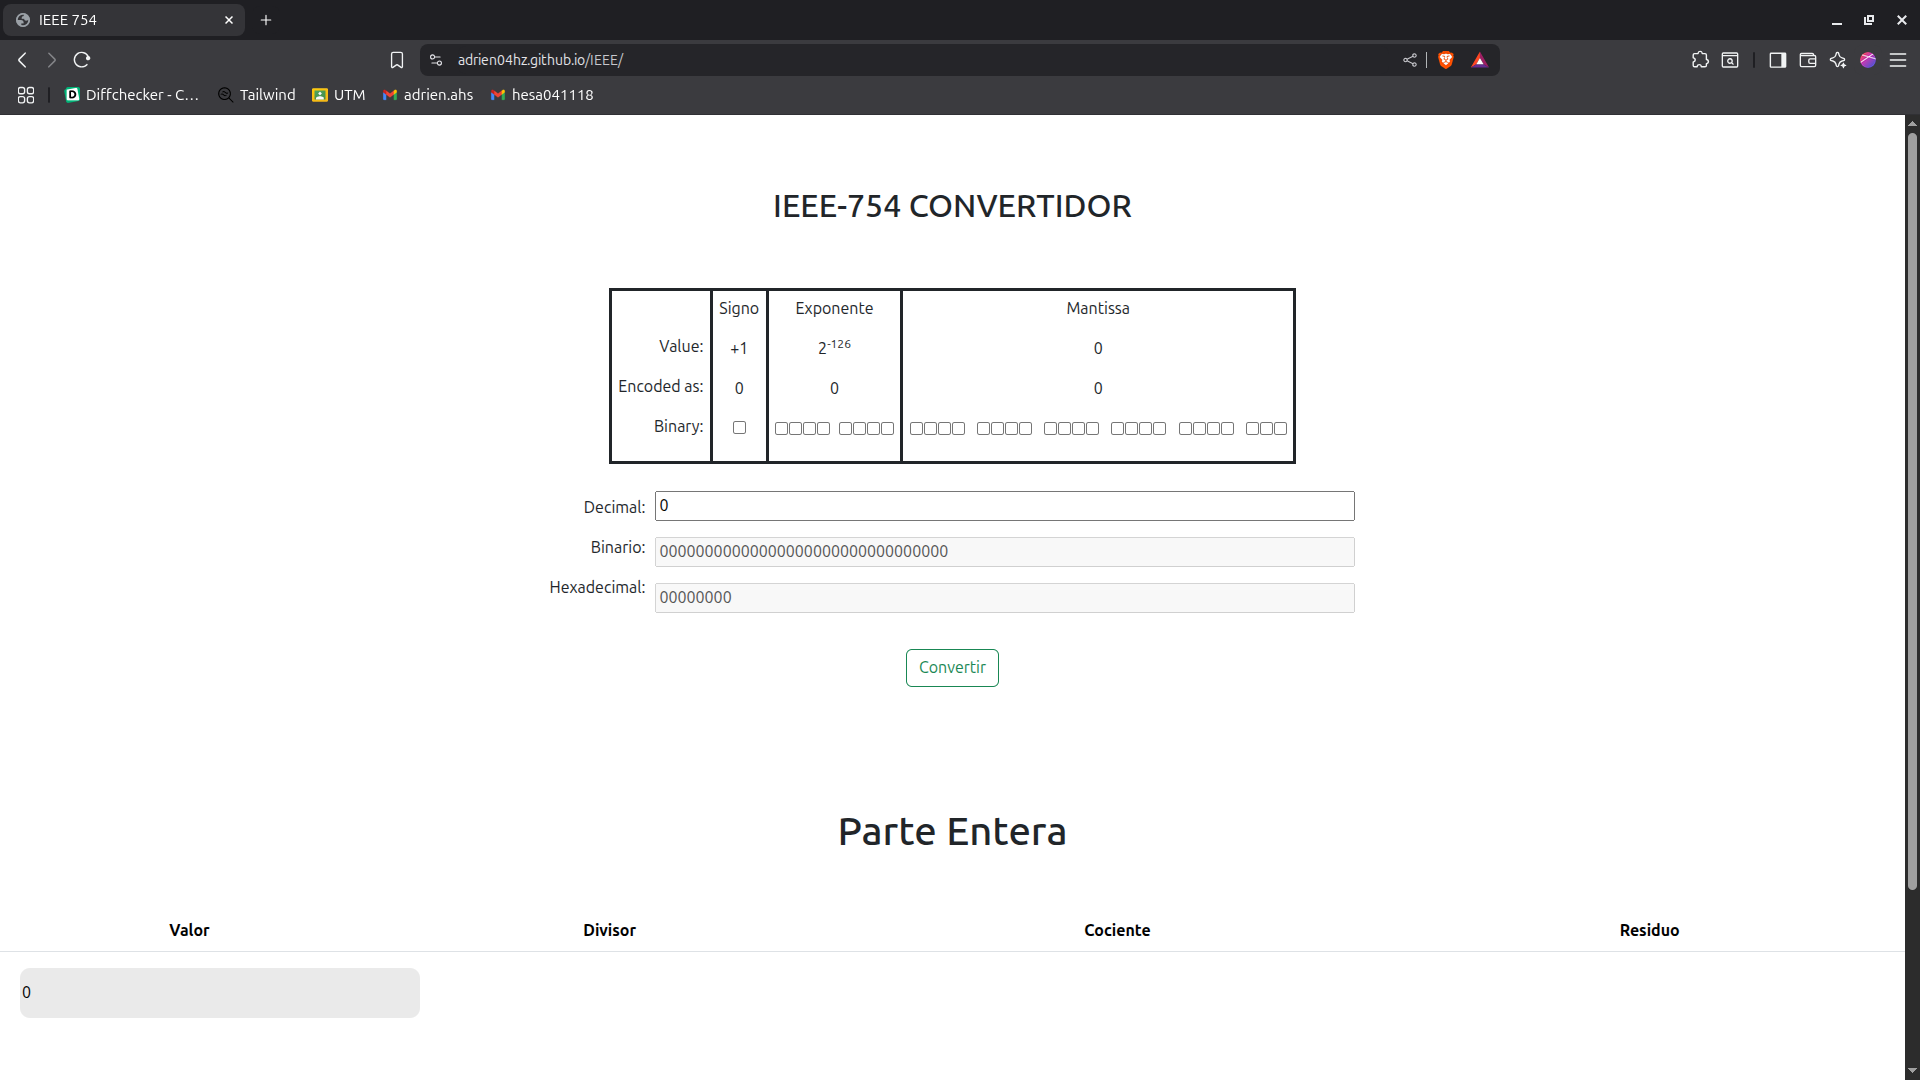 IEEE 754
adrien04hz.github.io/IEEE/
Diffchecker - C... Tailwind UTM adrien.ahs hesa041118
IEEE-754 CONVERTIDOR
Signo Exponente Mantissa
Value: +1 2-126 0
Encoded as: 0 0 0
Binary:
Decimal: 0
Binario: 00000000000000000000000000000000
Hexadecimal: 00000000
Convertir
Parte Entera
Valor Divisor Cociente Residuo
0